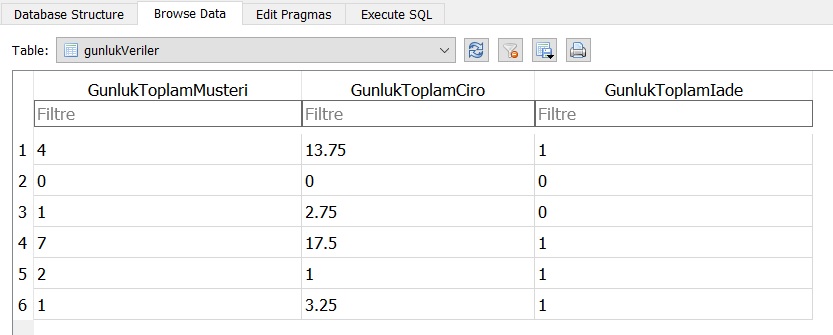 Database Structure Browse Data Edit Pragmas Execute SQL
Table: gunlukVeriler
GunlukToplamMusteri GunlukToplamCiro GunlukToplamIade
Filtre Filtre Filtre
1 4 13.75 1
2 0 0 0
3 1 2.75 0
4 7 17.5 1
5 2 1 1
6 1 3.25 1